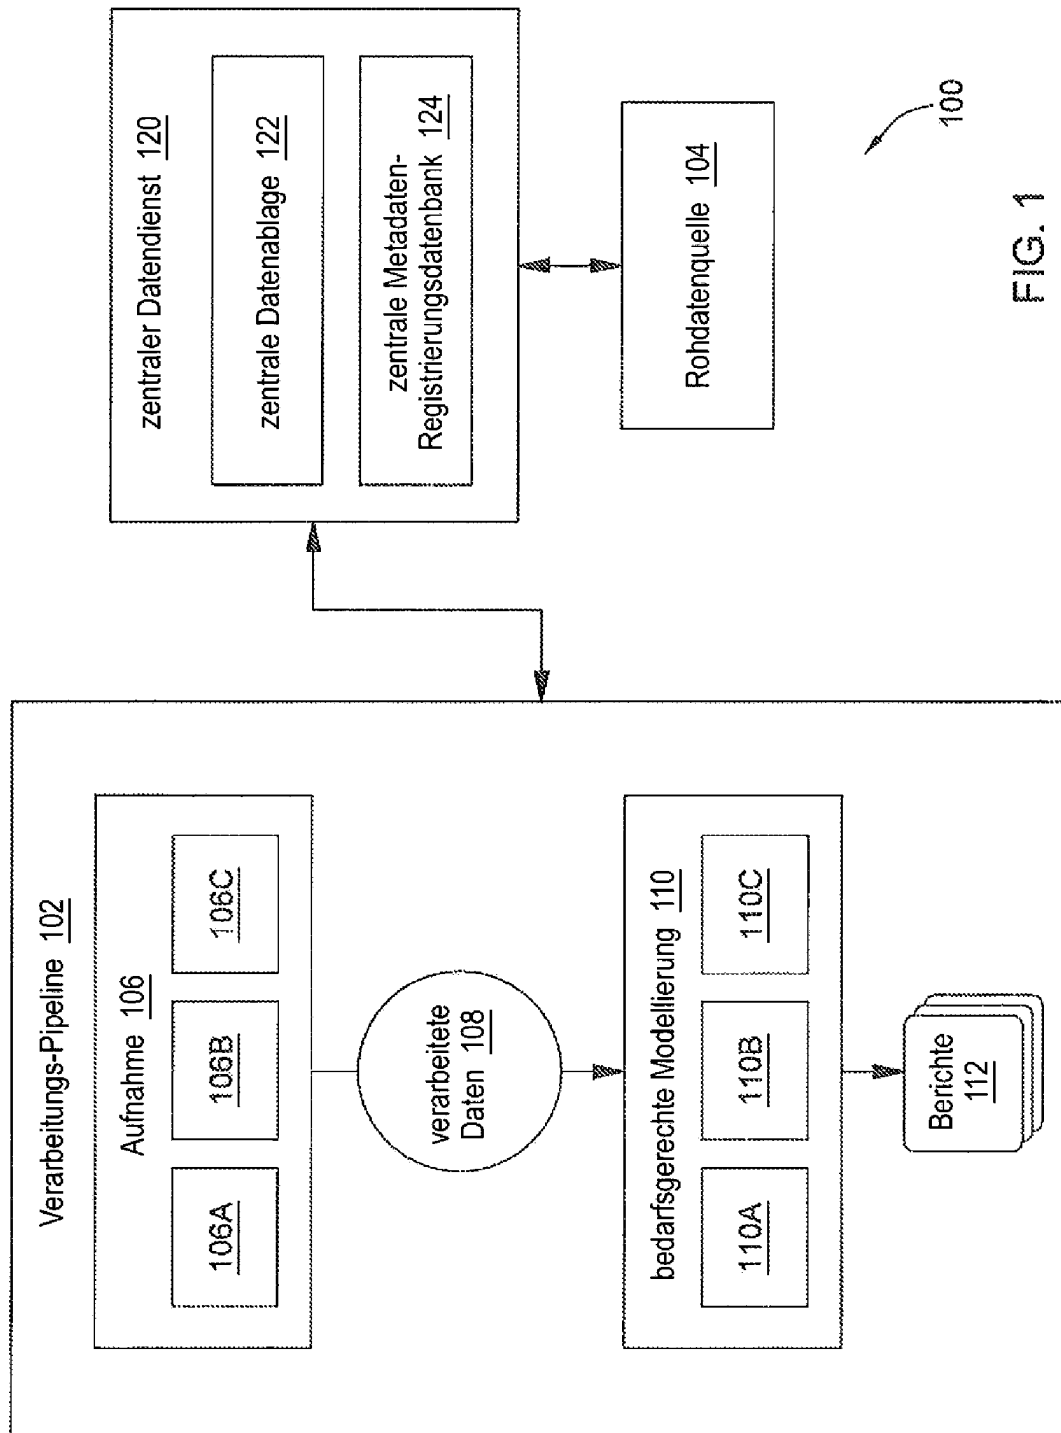 Verarbeitungs-Pipeline 102
Aufnahme 106
106A
106B
106C
verarbeitete
Daten 108
bedarfsgerechte Modellierung 110
110A
110B
110C
Berichte
112
zentraler Datendienst 120
zentrale Datenablage 122
zentrale Metadaten-
Registrierungsdatenbank 124
Rohdatenquelle 104
100
FIG. 1